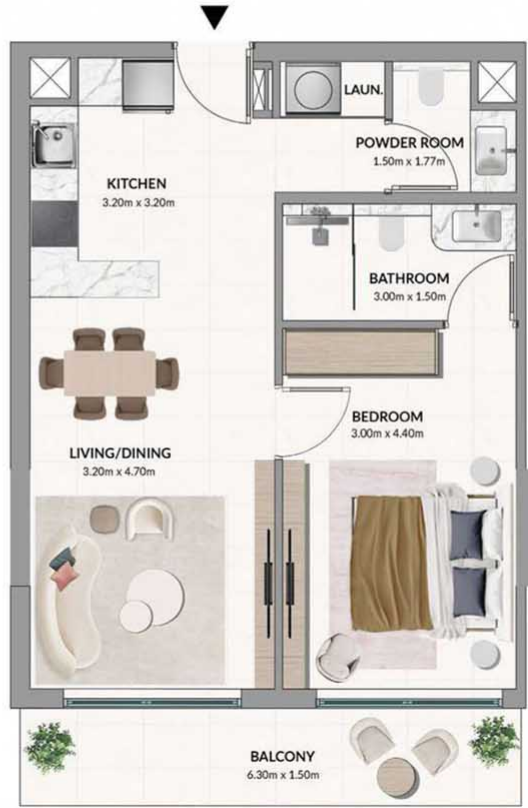 LAUN.
POWDER ROOM
1.50m x 1.77m
KITCHEN
3.20m x 3.20m
BATHROOM
3.00m x 1.50m
BEDROOM
3.00m x 4.40m
LIVING/DINING
3.20m x 4.70m
BALCONY
6.30m x 1.50m